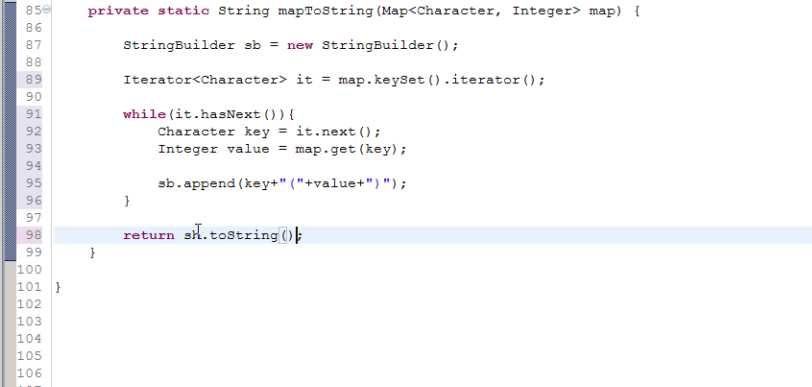 85 private static String mapToString(Map<Character, Integer> map) {
86
87 StringBuilder sb = new StringBuilder();
88
89 Iterator<Character> it = map.keySet().iterator();
90
91 while(it.hasNext()){
92 Character key = it.next();
93 Integer value = map.get(key);
94
95 sb.append(key+"("+value+")");
96 }
97
98 return sb.toString();
99 }
100
101 }
102
103
104
105
106